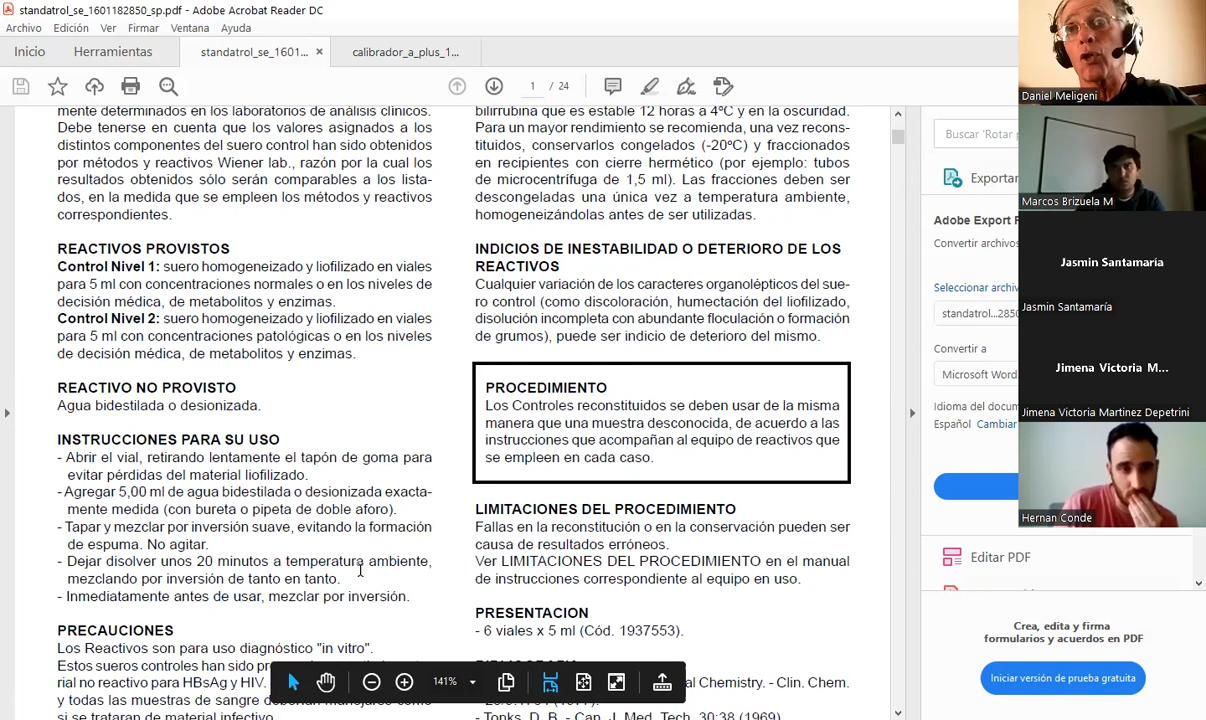 standatrol_se_1601182850_sp.pdf - Adobe Acrobat Reader DC
Archivo Edición Ver Firmar Ventana Ayuda
Inicio Herramientas standatrol_se_1601... × calibrador_a_plus_1...
1 / 24
mente determinados en los laboratorios de análisis clínicos.
Debe tenerse en cuenta que los valores asignados a los
distintos componentes del suero control han sido obtenidos
por métodos y reactivos Wiener lab., razón por la cual los
resultados obtenidos sólo serán comparables a los lista-
dos, en la medida que se empleen los métodos y reactivos
correspondientes.
REACTIVOS PROVISTOS
Control Nivel 1: suero homogeneizado y liofilizado en viales
para 5 ml con concentraciones normales o en los niveles de
decisión médica, de metabolitos y enzimas.
Control Nivel 2: suero homogeneizado y liofilizado en viales
para 5 ml con concentraciones patológicas o en los niveles
de decisión médica, de metabolitos y enzimas.
REACTIVO NO PROVISTO
Agua bidestilada o desionizada.
INSTRUCCIONES PARA SU USO
- Abrir el vial, retirando lentamente el tapón de goma para
evitar pérdidas del material liofilizado.
- Agregar 5,00 ml de agua bidestilada o desionizada exacta-
mente medida (con bureta o pipeta de doble aforo).
- Tapar y mezclar por inversión suave, evitando la formación
de espuma. No agitar.
- Dejar disolver unos 20 minutos a temperatura ambiente,
mezclando por inversión de tanto en tanto.
- Inmediatamente antes de usar, mezclar por inversión.
PRECAUCIONES
Los Reactivos son para uso diagnóstico "in vitro".
Estos sueros controles han sido
rial no reactivo para HBsAg y HIV.
y todas las muestras de sangre deberían manejarse como
si se trataran de material infectivo.
bilirrubina que es estable 12 horas a 4ºC y en la oscuridad.
Para un mayor rendimiento se recomienda, una vez recons-
tituidos, conservarlos congelados (-20ºC) y fraccionados
en recipientes con cierre hermético (por ejemplo: tubos
de microcentrífuga de 1,5 ml). Las fracciones deben ser
descongeladas una única vez a temperatura ambiente,
homogeneizándolas antes de ser utilizadas.
INDICIOS DE INESTABILIDAD O DETERIORO DE LOS
REACTIVOS
Cualquier variación de los caracteres organolépticos del sue-
ro control (como discoloración, humectación del liofilizado,
disolución incompleta con abundante floculación o formación
de grumos), puede ser indicio de deterioro del mismo.
PROCEDIMIENTO
Los Controles reconstituidos se deben usar de la misma
manera que una muestra desconocida, de acuerdo a las
instrucciones que acompañan al equipo de reactivos que
se empleen en cada caso.
LIMITACIONES DEL PROCEDIMIENTO
Fallas en la reconstitución o en la conservación pueden ser
causa de resultados erróneos.
Ver LIMITACIONES DEL PROCEDIMIENTO en el manual
de instrucciones correspondiente al equipo en uso.
PRESENTACION
- 6 viales x 5 ml (Cód. 1937553).
al Chemistry. - Clin. Chem.
- Tonks, D. B. - Can. J. Med. Tech. 30:38 (1969).
141%
Buscar 'Rotar p
Exportar
Adobe Export
Convertir archivos
Seleccionar archivo
standatrol...2850
Convertir a
Microsoft Word
Idioma del docum
Español Cambiar
Editar PDF
Crea, edita y firma
formularios y acuerdos en PDF
Iniciar versión de prueba gratuita
Daniel Meligeni
Marcos Brizuela M
Jasmin Santamaría
Jasmin Santamaría
Jimena Victoria M...
Jimena Victoria Martinez Depetrini
Hernan Conde